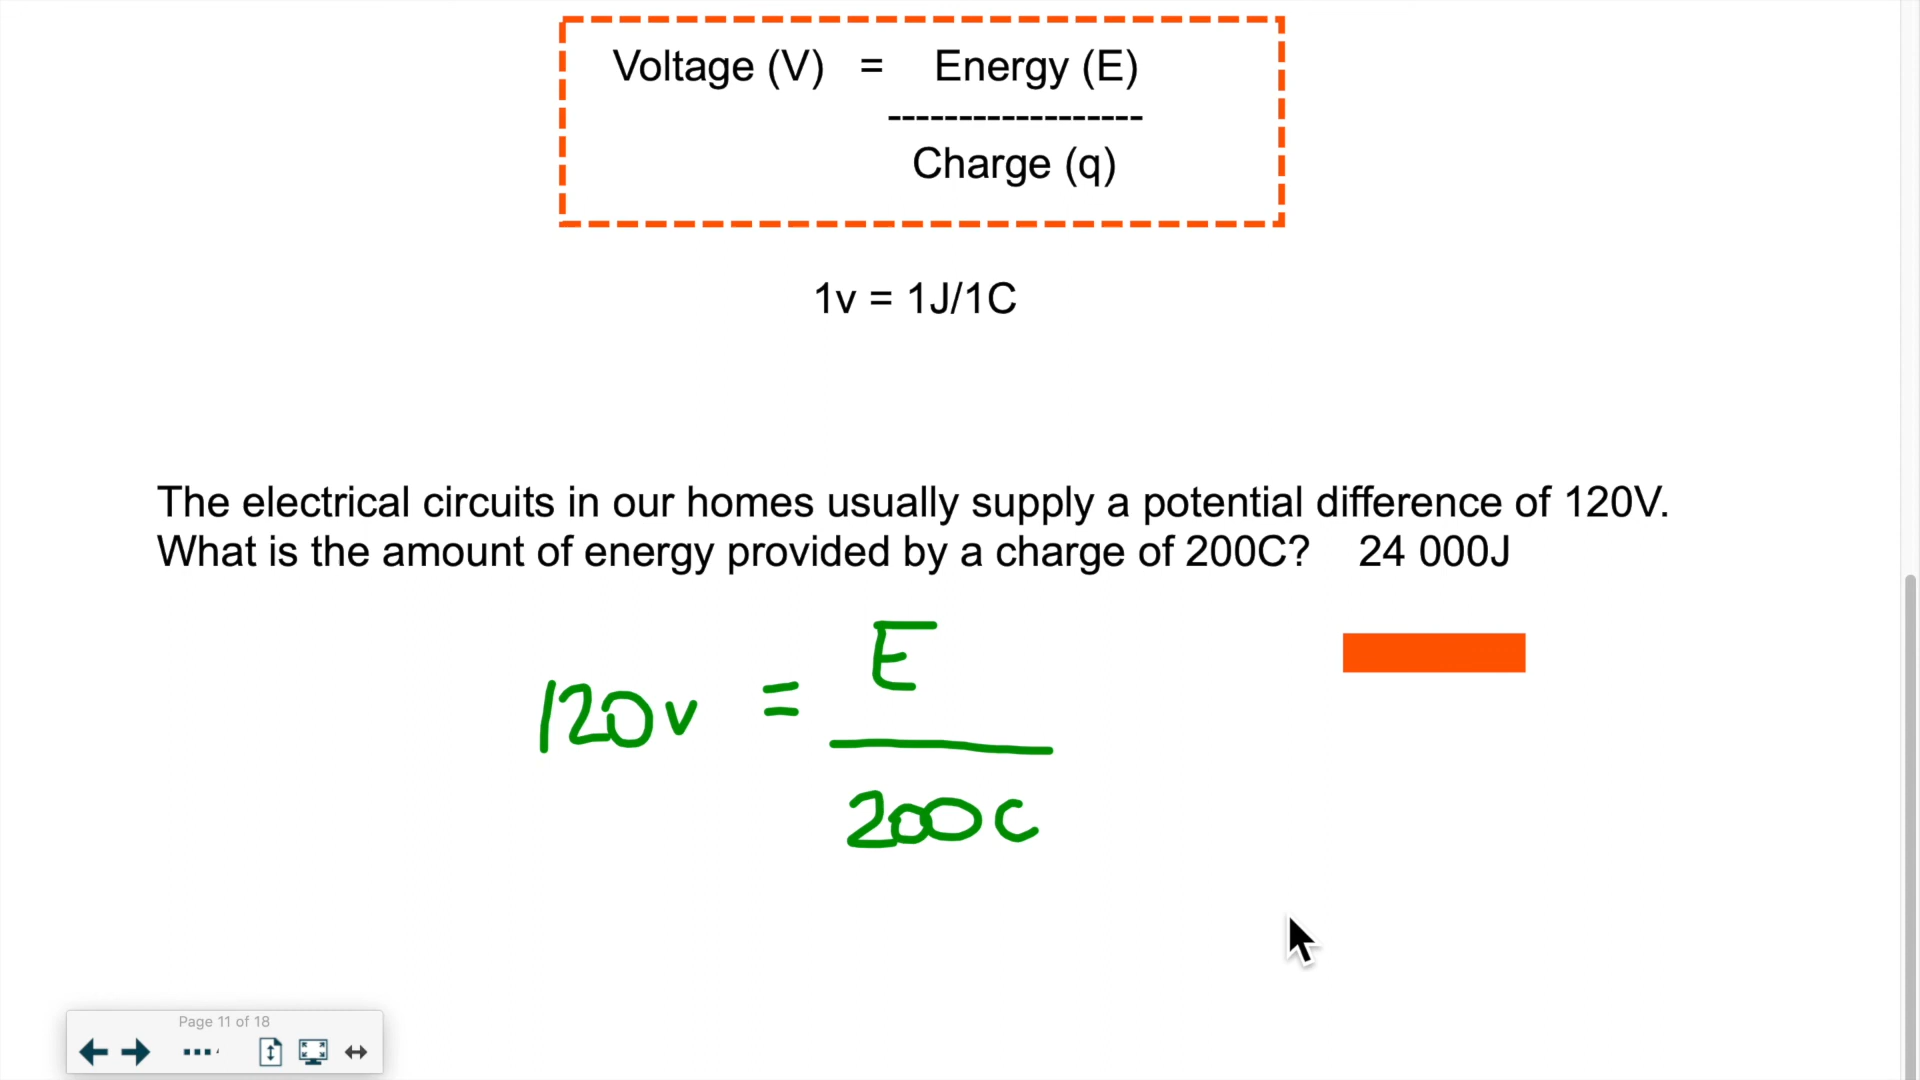 Voltage (V) = Energy (E)
------------------
Charge (q)
1v = 1J/1C
The electrical circuits in our homes usually supply a potential difference of 120V.
What is the amount of energy provided by a charge of 200C? 24 000J
120v = E
200C
Page 11 of 18